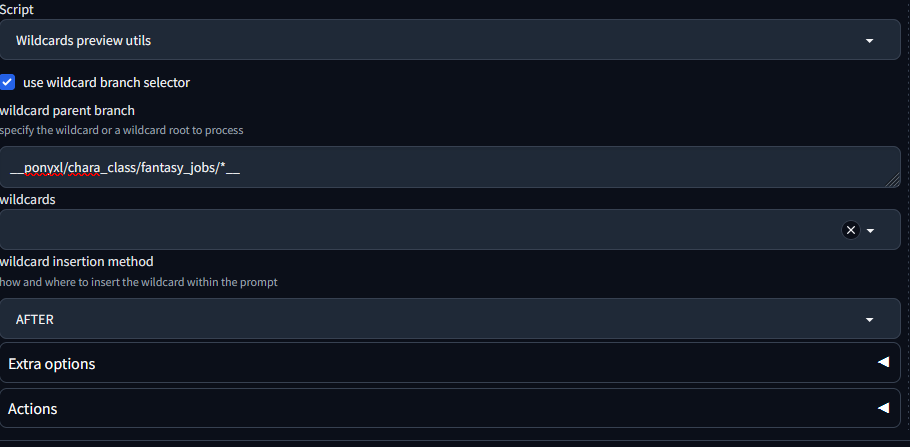 Script
Wildcards preview utils
use wildcard branch selector
wildcard parent branch
specify the wildcard or a wildcard root to process
__ponyxl/chara_class/fantasy_jobs/*__
wildcards
wildcard insertion method
how and where to insert the wildcard within the prompt
AFTER
Extra options
Actions